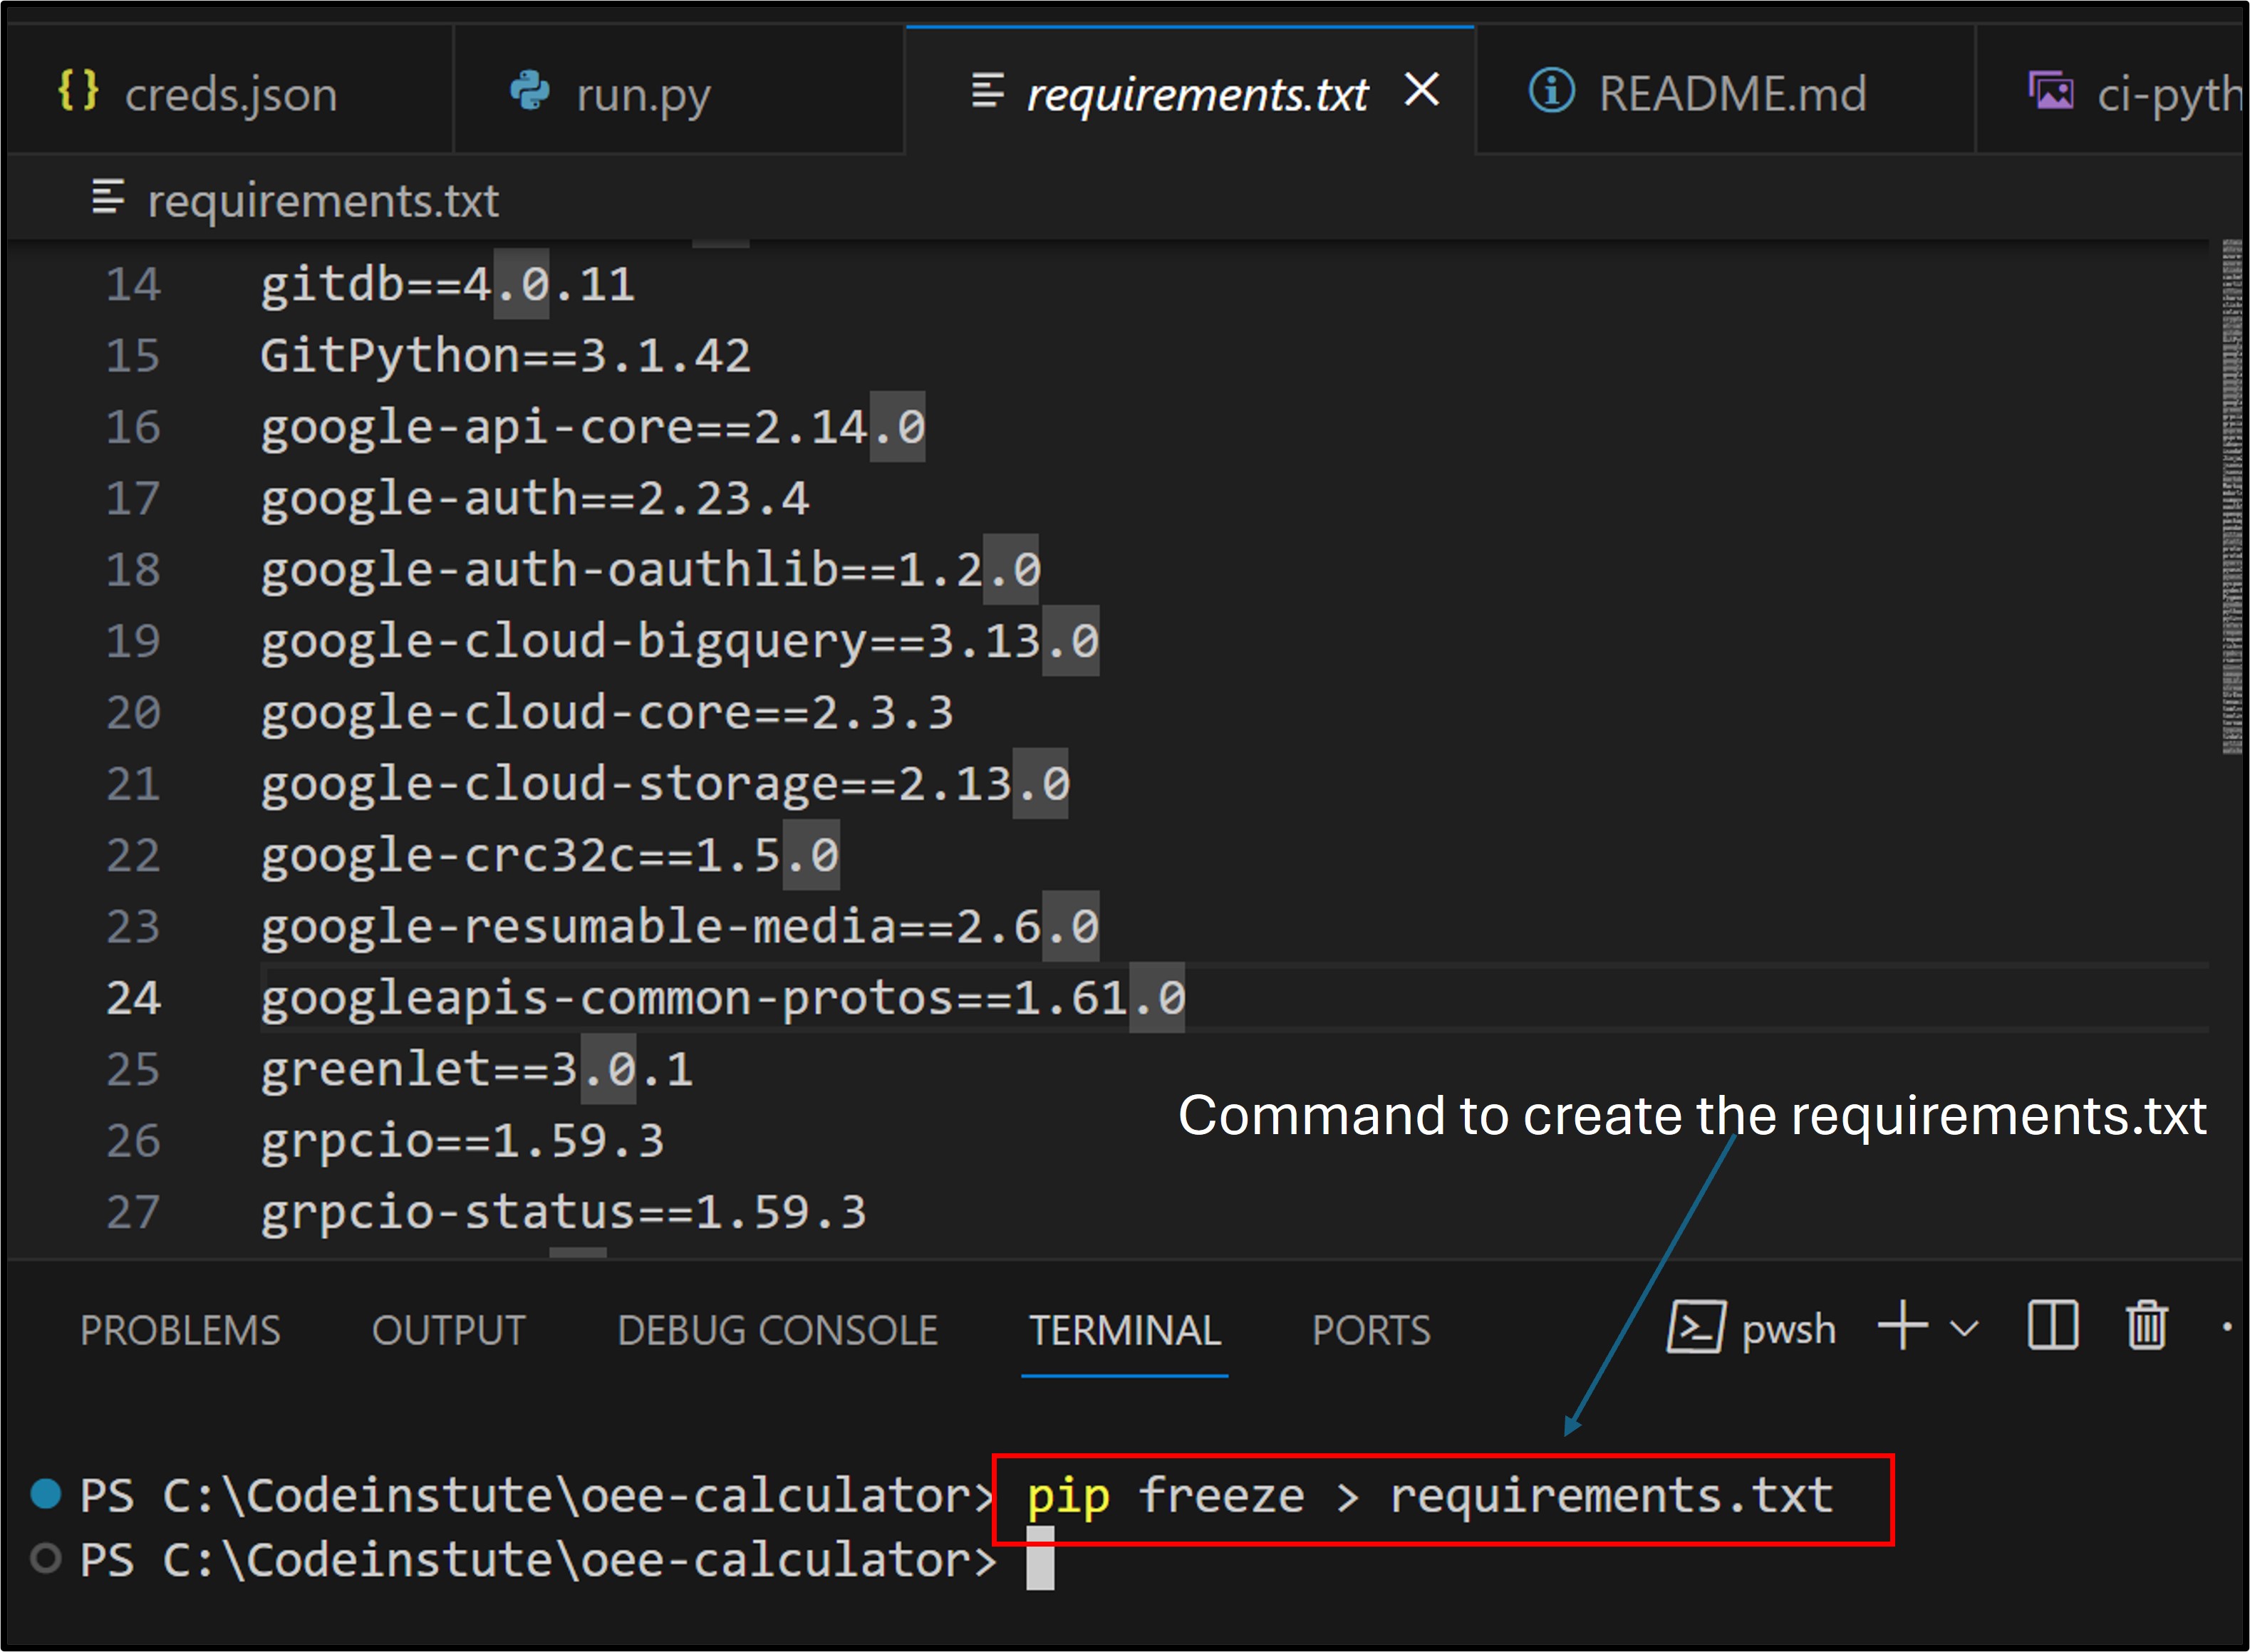 {} creds.json
run.py
requirements.txt
README.md
ci-pyth
requirements.txt
14 gitdb==4.0.11
15 GitPython==3.1.42
16 google-api-core==2.14.0
17 google-auth==2.23.4
18 google-auth-oauthlib==1.2.0
19 google-cloud-bigquery==3.13.0
20 google-cloud-core==2.3.3
21 google-cloud-storage==2.13.0
22 google-crc32c==1.5.0
23 google-resumable-media==2.6.0
24 googleapis-common-protos==1.61.0
25 greenlet==3.0.1
Command to create the requirements.txt
26 grpcio==1.59.3
27 grpcio-status==1.59.3
PROBLEMS OUTPUT DEBUG CONSOLE TERMINAL PORTS pwsh
PS C:\Codeinstute\oee-calculator> pip freeze > requirements.txt
PS C:\Codeinstute\oee-calculator>